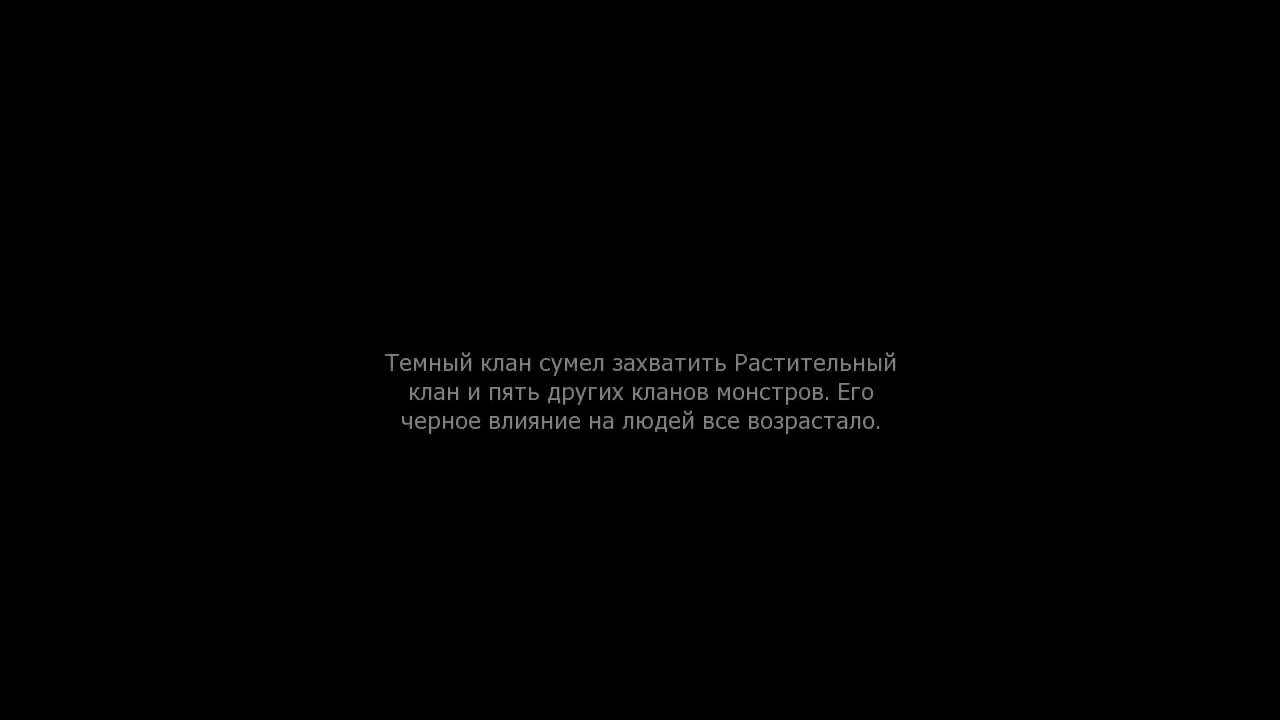 Темный клан сумел захватить Растительный
клан и пять других кланов монстров. Его
черное влияние на людей все возрастало.